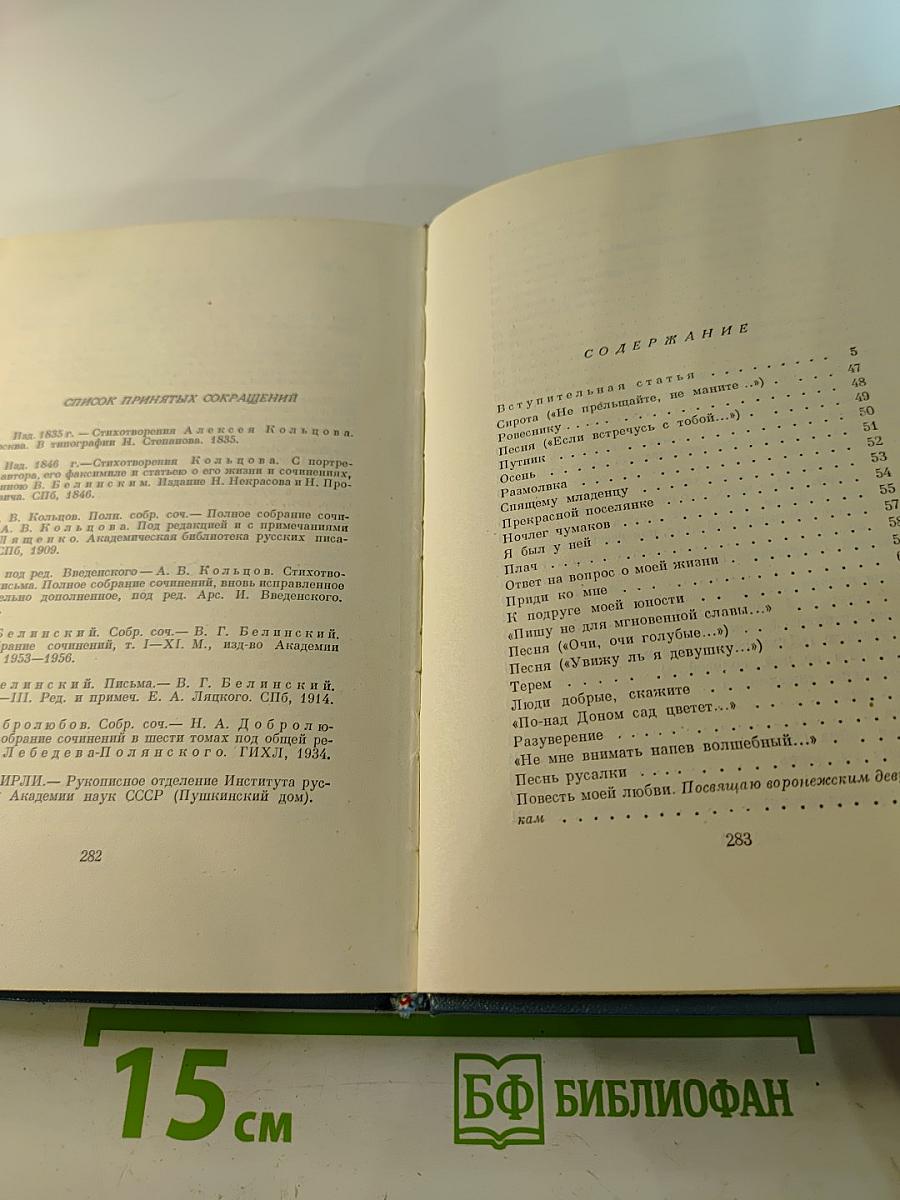 СПИСОК ПРИНЯТЫХ СОКРАЩЕНИЙ
Изд. 1835 г. — Стихотворения Алексея Кольцова.
сква. В типографии Н. Степанова. 1835.
Изд. 1846 г.—Стихотворения Кольцова. С портре-
автора, его факсимиле и статьею о его жизни и сочинениях,
нною В. Белинским. Издание Н. Некрасова и Н. Про-
вича. СПб, 1846.
В. Кольцов. Полн. собр. соч.— Полное собрание сочи-
А. В. Кольцова. Под редакцией и с примечаниями
Лященко. Академическая библиотека русских писа-
СПб, 1909.
под ред. Введенского — А. В. Кольцов. Стихотво-
исьма. Полное собрание сочинений, вновь исправленное
ельно дополненное, под ред. Арс. И. Введенского.
Белинский. Собр. соч.— В. Г. Белинский.
брание сочинений, т. I—XI. М., изд-во Академии
1953—1956.
елинский. Письма.— В. Г. Белинский.
—III. Ред. и примеч. Е. А. Ляцкого. СПб, 1914.
бролюбов. Собр. соч.— Н. А. Добролю-
обрание сочинений в шести томах под общей ре-
Лебедева-Полянского. ГИХЛ, 1934.
ИРЛИ.— Рукописное отделение Института рус-
Академии наук СССР (Пушкинский дом).
282
СОДЕРЖАНИЕ
Вступительная статья . . . . . . . . 5
Сирота («Не прельщайте, не маните ..») . . . . 47
Ровеснику . . . . . . . . . . . . . . 48
Песня («Если встречусь с тобой...») . . . . . 49
Путник . . . . . . . . . . . . . . 50
Осень . . . . . . . . . . . . . . 51
Размолвка . . . . . . . . . . . . . 52
Спящему младенцу . . . . . . . . . . 53
Прекрасной поселянке . . . . . . . . . 54
Ночлег чумаков . . . . . . . . . . . 55
Я был у ней . . . . . . . . . . . . 57
Плач . . . . . . . . . . . . . . 58
Ответ на вопрос о моей жизни . . . . . . 5
Приди ко мне . . . . . . . . . . . . 6
К подруге моей юности . . . . . . . .
«Пишу не для мгновенной славы...» . . . . .
Песня («Очи, очи голубые...») . . . . . . .
Песня («Увижу ль я девушку...») . . . . . .
Терем . . . . . . . . . . . . . .
Люди добрые, скажите . . . . . . . .
«По-над Доном сад цветет...» . . . . . . .
Разуверение . . . . . . . . . . . .
«Не мне внимать напев волшебный...» . . . .
Песнь русалки . . . . . . . . . . .
Повесть моей любви. Посвящаю воронежским дев
кам . . . . . . . . . . . . . . .
283
15 см
БФ БИБЛИОФАН